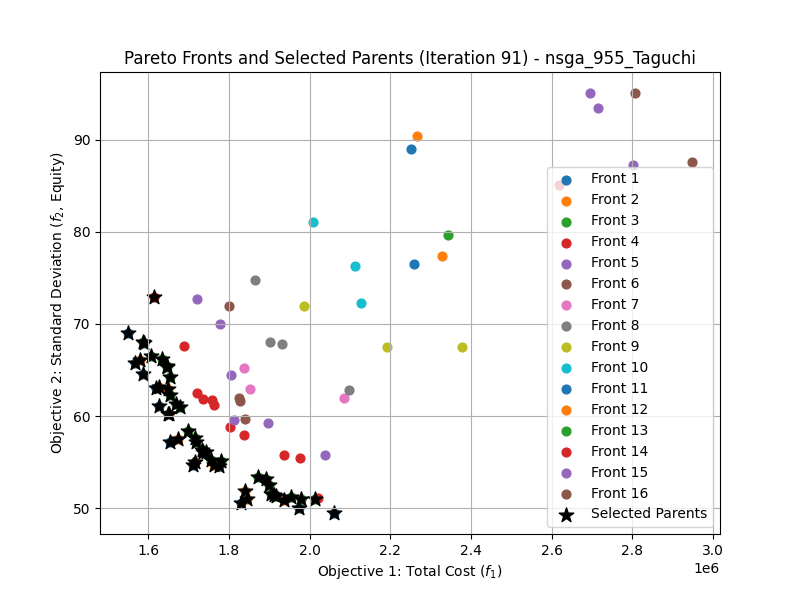 Pareto Fronts and Selected Parents (Iteration 91) - nsga_955_Taguchi
Objective 2: Standard Deviation (f₂, Equity)
90
80
70
60
50
Front 1
Front 2
Front 3
Front 4
Front 5
Front 6
Front 7
Front 8
Front 9
Front 10
Front 11
Front 12
Front 13
Front 14
Front 15
Front 16
Selected Parents
1.6 1.8 2.0 2.2 2.4 2.6 2.8 3.0
1e6
Objective 1: Total Cost (f₁)